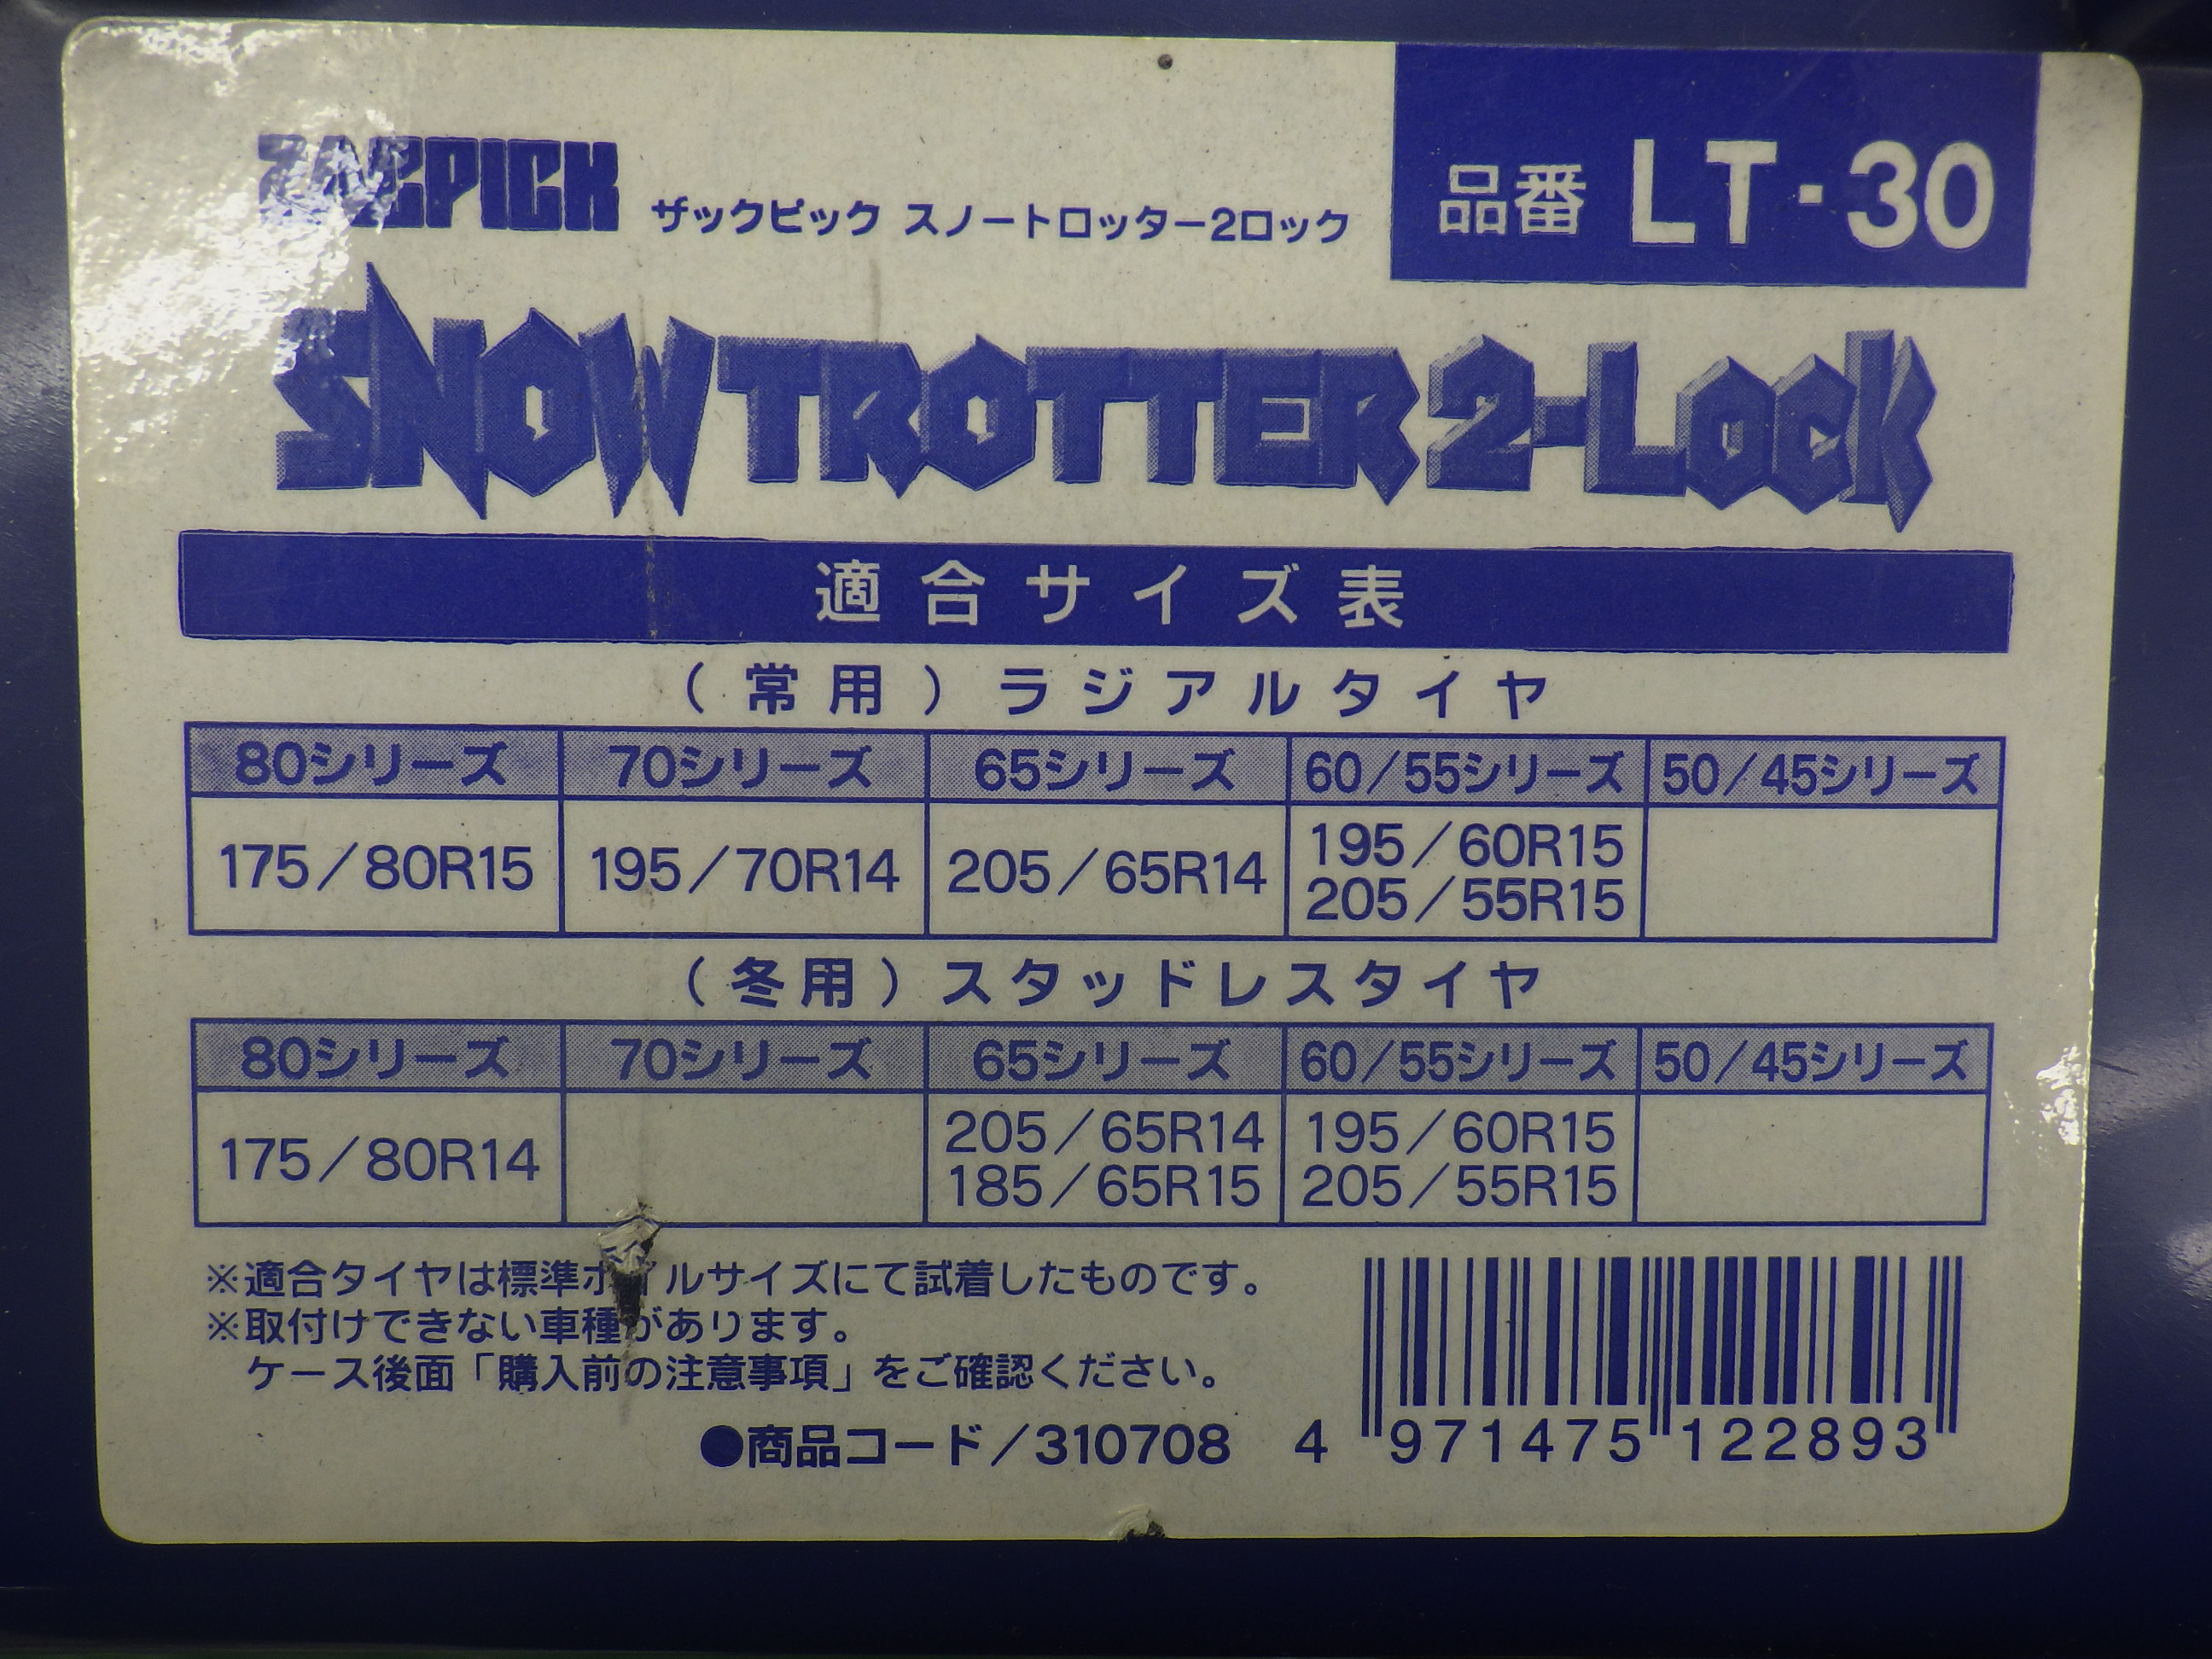 ZACPICK ザックピック スノートロッター2ロック
品番 LT・30
SNOW TROTTER 2-LOCK
適合サイズ表
(常用)ラジアルタイヤ
80シリーズ 70シリーズ 65シリーズ 60/55シリーズ 50/45シリーズ
175/80R15 195/70R14 205/65R14 195/60R15
205/55R15
(冬用)スタッドレスタイヤ
80シリーズ 70シリーズ 65シリーズ 60/55シリーズ 50/45シリーズ
175/80R14 205/65R14 195/60R15
185/65R15 205/55R15
※適合タイヤは標準ホイルサイズにて試着したものです。
※取付けできない車種があります。
ケース後面「購入前の注意事項」をご確認ください。
●商品コード/310708
4 971475 122893